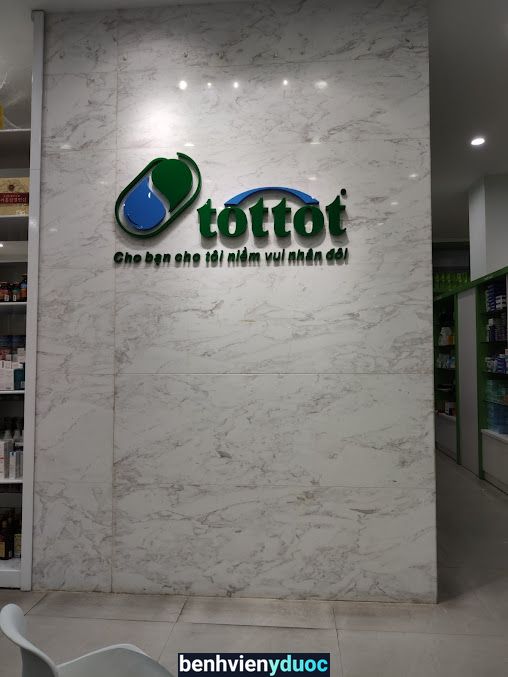 tottot
Cho bạn cho tôi niềm vui nhân đôi
benhvienyduoc